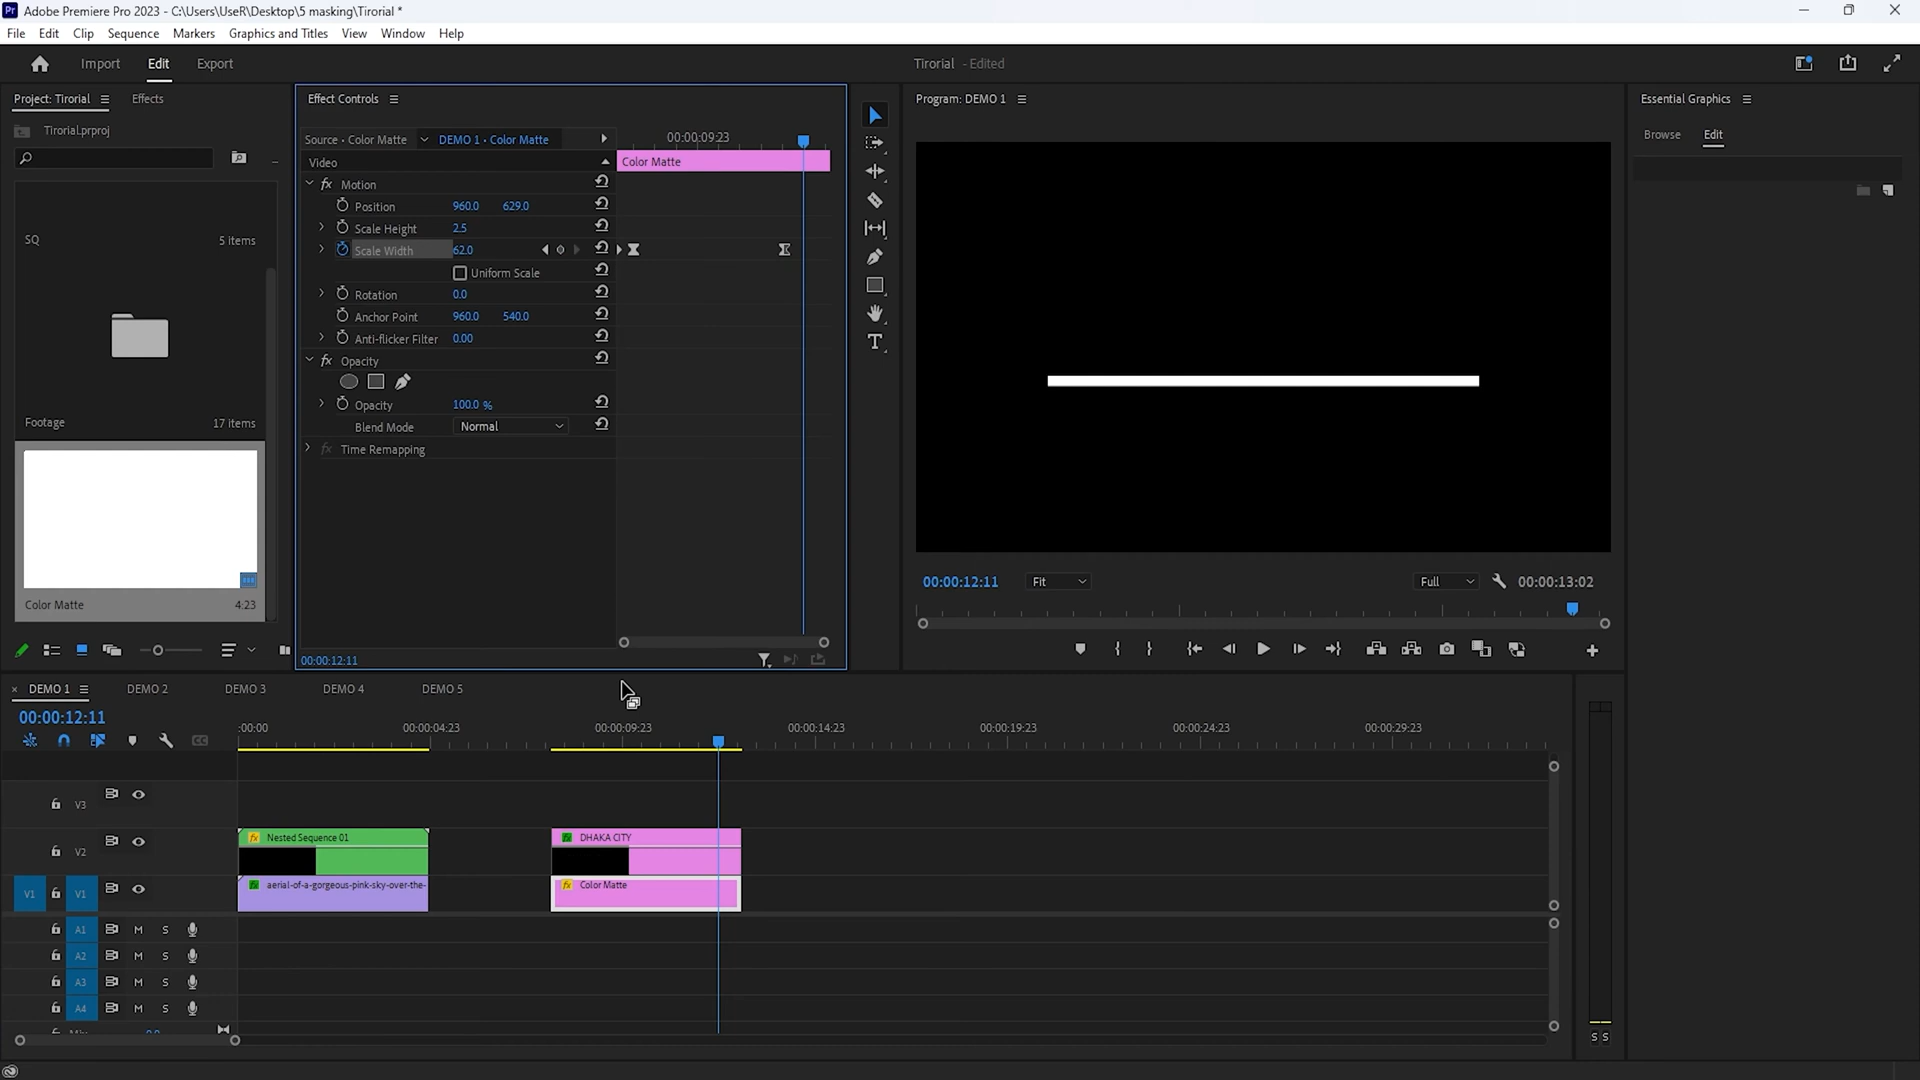 Pr Adobe Premiere Pro 2023 - C:\Users\UseR\Desktop\5 masking\Tirorial *
File Edit Clip Sequence Markers Graphics and Titles View Window Help
Import Edit Export
Tirorial - Edited
Project: Tirorial
Effects
Tirorial.prproj
SQ 5 items
Footage 17 items
Color Matte 4:23
Effect Controls
Source • Color Matte DEMO 1 • Color Matte 00:00:09:23
Video Color Matte
fx Motion
Position 960.0 629.0
Scale Height 2.5
Scale Width 62.0
Uniform Scale
Rotation 0.0
Anchor Point 960.0 540.0
Anti-flicker Filter 0.00
fx Opacity
Opacity 100.0 %
Blend Mode Normal
fx Time Remapping
00:00:12:11
T
Program: DEMO 1
00:00:12:11 Fit Full 00:00:13:02
Essential Graphics
Browse Edit
× DEMO 1 DEMO 2 DEMO 3 DEMO 4 DEMO 5
00:00:12:11
:00:00 00:00:04:23 00:00:09:23 00:00:14:23 00:00:19:23 00:00:24:23 00:00:29:23
CC
V3
V2 fx Nested Sequence 01 fx DHAKA CITY
V1 V1 fx aerial-of-a-gorgeous-pink-sky-over-the- fx Color Matte
A1 M S
A2 M S
A3 M S
A4 M S
S S